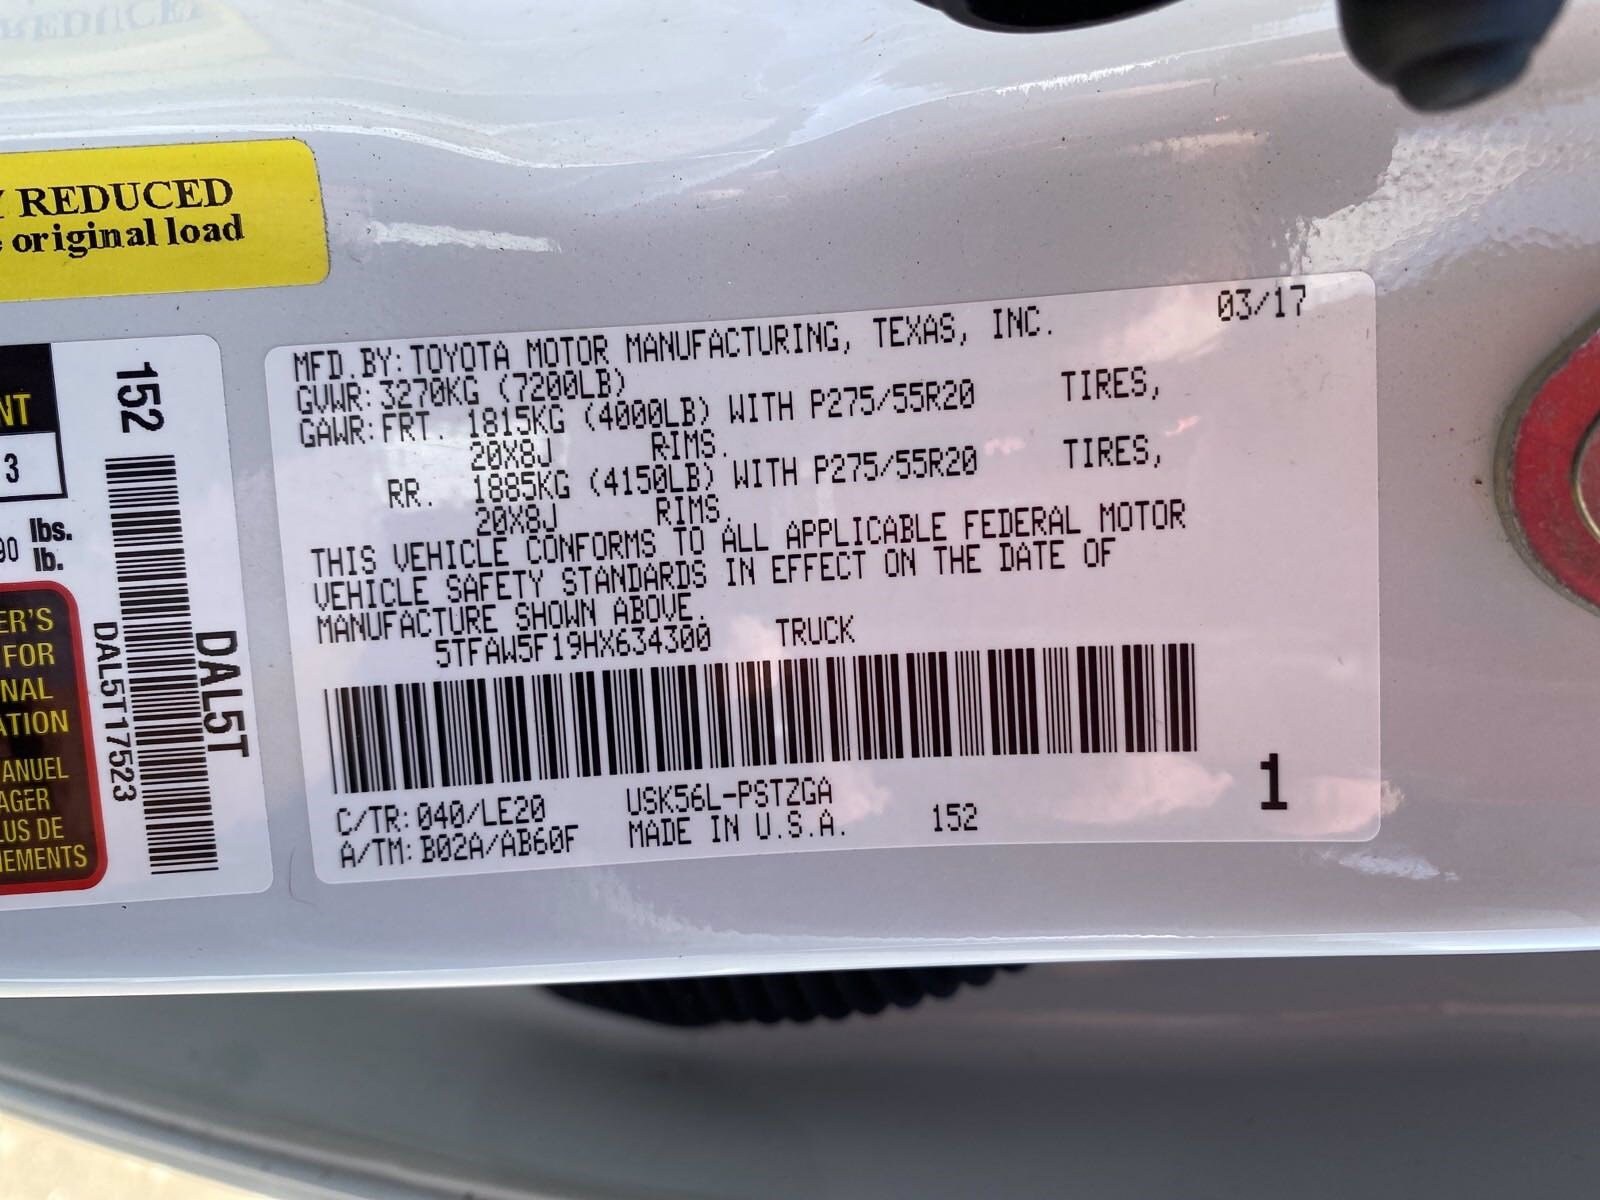 Y REDUCED
original load
NT
3
90 lbs.
lb.
ER'S
FOR
NAL
ATION
ANUEL
AGER
LUS DE
NEMENTS
152
DAL5T
DAL5T17523
03/17
MFD.BY:TOYOTA MOTOR MANUFACTURING, TEXAS, INC.
GVWR:3270KG (7200LB)
GAWR:FRT. 1815KG (4000LB) WITH P275/55R20 TIRES,
20X8J RIMS.
RR. 1885KG (4150LB) WITH P275/55R20 TIRES,
20X8J RIMS.
THIS VEHICLE CONFORMS TO ALL APPLICABLE FEDERAL MOTOR
VEHICLE SAFETY STANDARDS IN EFFECT ON THE DATE OF
MANUFACTURE SHOWN ABOVE.
5TFAW5F19HX634300 TRUCK
C/TR:040/LE20 USK56L-PSTZGA
A/TM:B02A/AB60F MADE IN U.S.A. 152
1